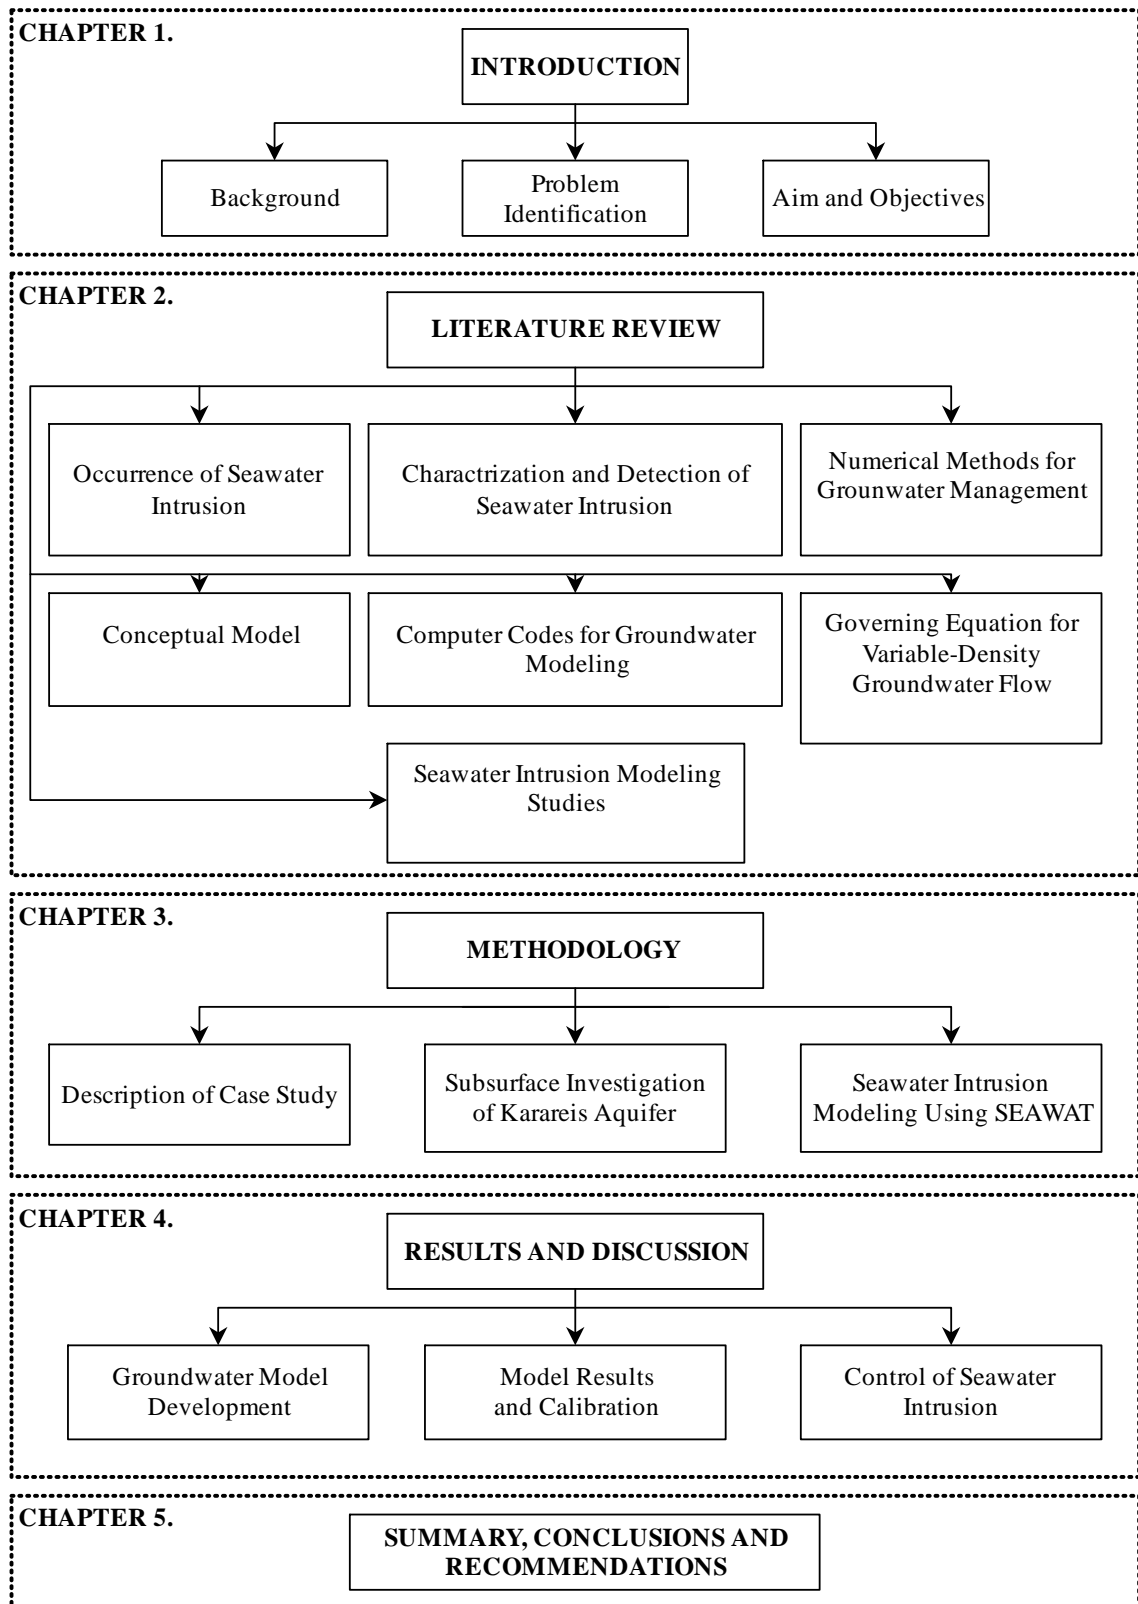 CHAPTER 1.
INTRODUCTION
Background
Problem
Identification
Aim and Objectives
CHAPTER 2.
LITERATURE REVIEW
Occurrence of Seawater
Intrusion
Charactrization and Detection of
Seawater Intrusion
Numerical Methods for
Grounwater Management
Conceptual Model
Computer Codes for Groundwater
Modeling
Governing Equation for
Variable-Density
Groundwater Flow
Seawater Intrusion Modeling
Studies
CHAPTER 3.
METHODOLOGY
Description of Case Study
Subsurface Investigation
of Karareis Aquifer
Seawater Intrusion
Modeling Using SEAWAT
CHAPTER 4.
RESULTS AND DISCUSSION
Groundwater Model
Development
Model Results
and Calibration
Control of Seawater
Intrusion
CHAPTER 5.
SUMMARY, CONCLUSIONS AND
RECOMMENDATIONS